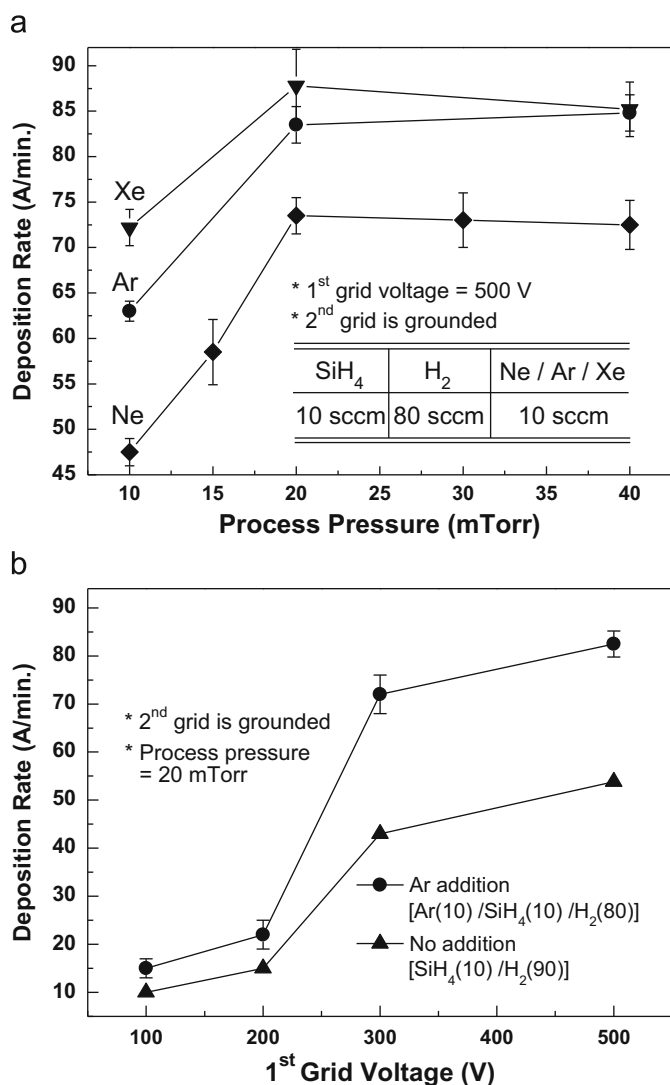 a
90
85
80
75
70
65
60
55
50
45
Deposition Rate (A/min.)
Xe
Ar
Ne
* 1st grid voltage = 500 V
* 2nd grid is grounded
SiH4 H2 Ne / Ar / Xe
10 sccm 80 sccm 10 sccm
10 15 20 25 30 35 40
Process Pressure (mTorr)
b
90
80
70
60
50
40
30
20
10
Deposition Rate (A/min.)
* 2nd grid is grounded
* Process pressure
= 20 mTorr
Ar addition
[Ar(10) /SiH4(10) /H2(80)]
No addition
[SiH4(10) /H2(90)]
100 200 300 400 500
1st Grid Voltage (V)